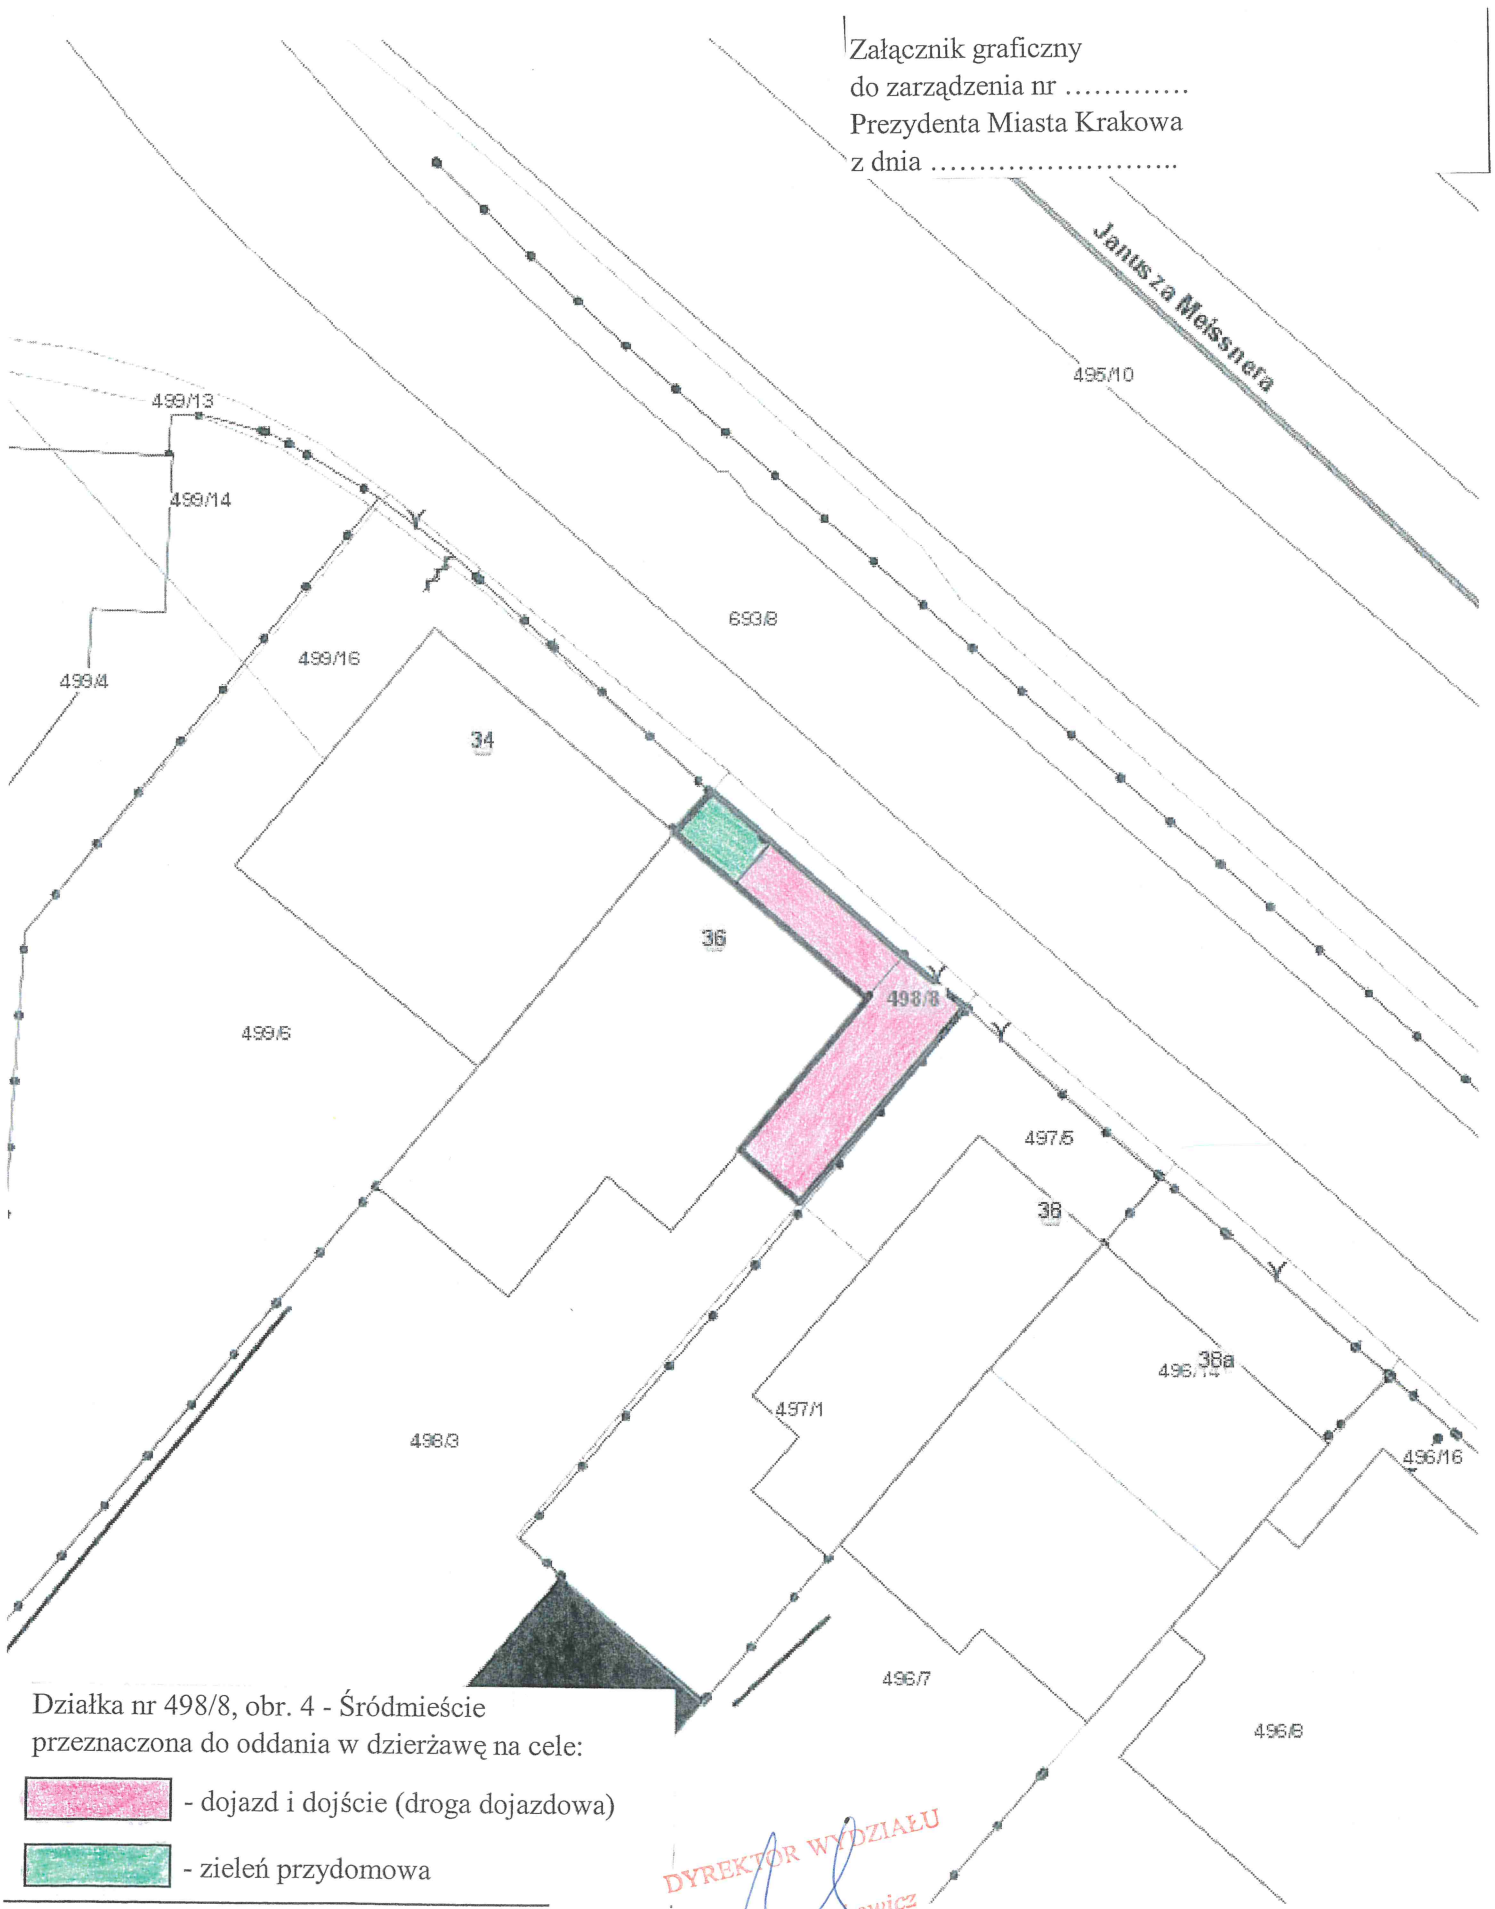 Załącznik graficzny
do zarządzenia nr .............
Prezydenta Miasta Krakowa
z dnia ...........................
Janusza Meissnera
495/10
499/13
499/14
693/8
499/16
499/4
34
36
498/8
499/6
497/5
38
38a
496/14
497/1
498/3
496/16
496/7
496/8
Działka nr 498/8, obr. 4 - Śródmieście
przeznaczona do oddania w dzierżawę na cele:
- dojazd i dojście (droga dojazdowa)
- zieleń przydomowa
DYREKTOR WYDZIAŁU